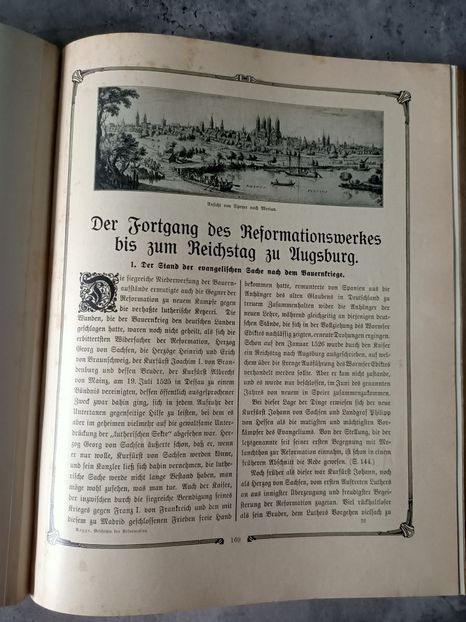 Ansicht von Speyer nach Merian.
Der Fortgang des Reformationswerkes
bis zum Reichstag zu Augsburg.
1. Der Stand der evangelischen Sache nach dem Bauernkriege.
Die siegreiche Niederwerfung der Bauern-
aufstände ermutigte auch die Gegner der
Reformation zu neuem Kampfe gegen
die verhaßte lutherische Ketzerei. Die
Wunden, die der Bauernkrieg den deutschen Landen
geschlagen hatte, waren noch nicht geheilt, als sich die
erbittertsten Widersacher der Reformation, Herzog
Georg von Sachsen, die Herzöge Heinrich und Erich
von Braunschweig, der Kurfürst Joachim I. von Bran-
denburg und dessen Bruder, der Kurfürst Albrecht
von Mainz, am 19. Juli 1525 in Dessau zu einem
Bündnis vereinigten, dessen öffentlich ausgesprochener
Zweck zwar dahin ging, sich in jedem Aufruhr der
Untertanen gegenseitige Hilfe zu leisten, bei dem es
aber im geheimen vielmehr auf die gewaltsame Unter-
drückung der „lutherischen Sekte“ abgesehen war. Her-
zog Georg von Sachsen äußerte schon, daß er, wenn
er nur wolle, Kurfürst von Sachsen werden könne,
und sein Kanzler ließ sich dahin vernehmen, die luthe-
rische Sache werde nicht lange Bestand haben, man
möge wohl zusehen, was man tue. Auch der Kaiser,
der inzwischen durch die siegreiche Beendigung seines
Krieges gegen Franz I. von Frankreich und den mit
diesem zu Madrid geschlossenen Frieden freie Hand
bekommen hatte, ermunterte von Spanien aus die
Anhänger des alten Glaubens in Deutschland zu
treuem Zusammenhalten wider die Anhänger der
neuen Lehre, während gleichzeitig an diejenigen deut-
schen Stände, die sich in der Vollziehung des Wormser
Ediktes nachlässig zeigten, erneute Drohungen ergingen.
Schon auf den Januar 1526 wurde durch den Kaiser
ein Reichstag nach Augsburg ausgeschrieben, auf wel-
chem über die strenge Ausführung des Wormser Ediktes
verhandelt werden sollte. Aber er kam nicht zustande,
und es wurde nur beschlossen, im Juni des genannten
Jahres von neuem in Speier zusammenzukommen.
Bei dieser Lage der Dinge erwiesen sich der neue
Kurfürst Johann von Sachsen und Landgraf Philipp
von Hessen als die mutigsten und mächtigsten Vor-
kämpfer des Evangeliums. Von der Stellung, die der
letztgenannte seit seiner ersten Begegnung mit Me-
lanchthon zur Reformation einnahm, ist schon in einem
früheren Abschnitt die Rede gewesen. (S. 144.)
Noch früher als dieser war Kurfürst Johann, noch
als Herzog von Sachsen, vom ersten Auftreten Luthers
an aus innigster Überzeugung und freudigster Begei-
sterung der Reformation zugetan. Viel rückhaltloser
als sein Bruder, dem Luthers Vorgehen vielfach zu
Geschichte der Reformation.
22
169